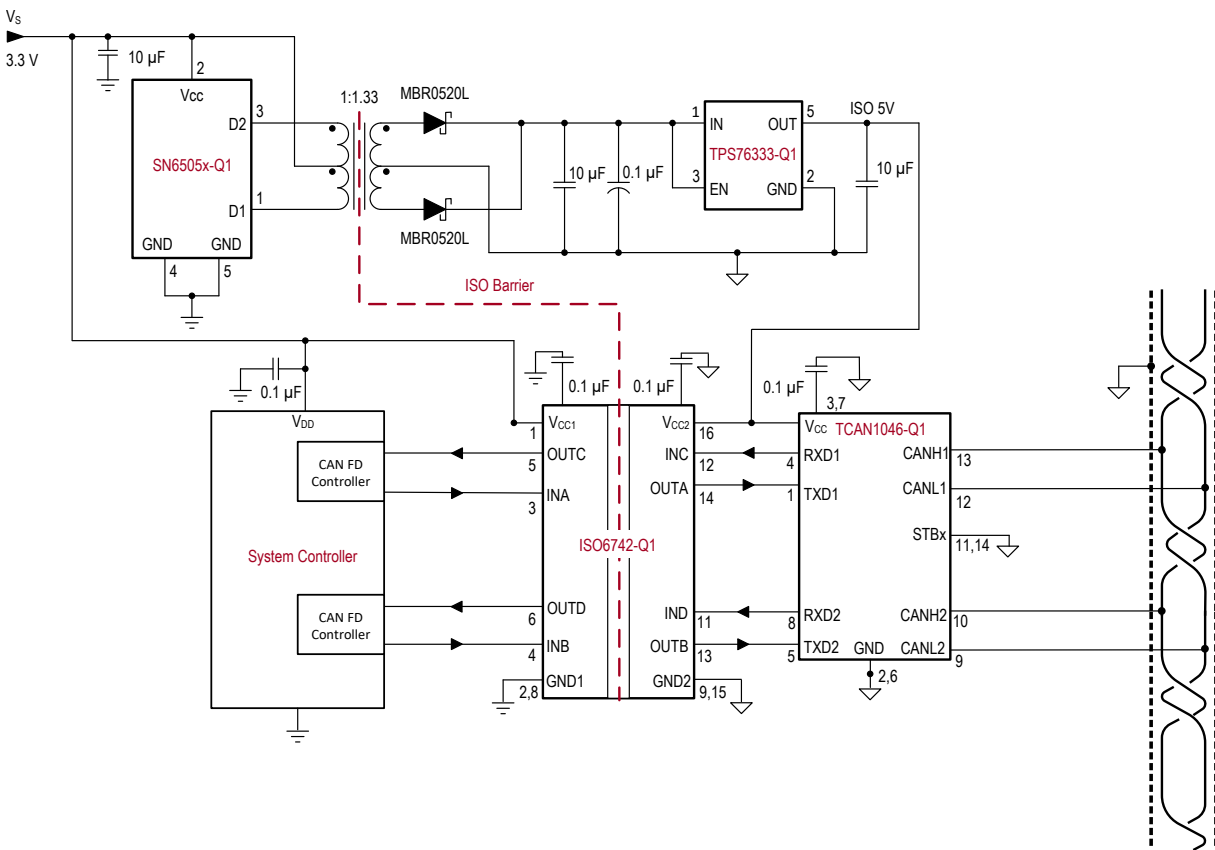 VS
3.3 V
10 µF
2
Vcc
D2
3
SN6505x-Q1
D1
1
GND
GND
4
5
1:1.33
MBR0520L
MBR0520L
10 µF
0.1 µF
1
IN
OUT
5
TPS76333-Q1
3
EN
GND
2
ISO 5V
10 µF
ISO Barrier
0.1 µF
VDD
CAN FD
Controller
System Controller
CAN FD
Controller
0.1 µF
0.1 µF
VCC1
1
OUTC
5
INA
3
OUTD
6
INB
4
GND1
2,8
ISO6742-Q1
VCC2
16
INC
12
OUTA
14
IND
11
OUTB
13
GND2
9,15
0.1 µF
3,7
VCC
TCAN1046-Q1
RXD1
4
TXD1
1
RXD2
8
TXD2
5
GND
2,6
CANH1
13
CANL1
12
STBx
11,14
CANH2
10
CANL2
9